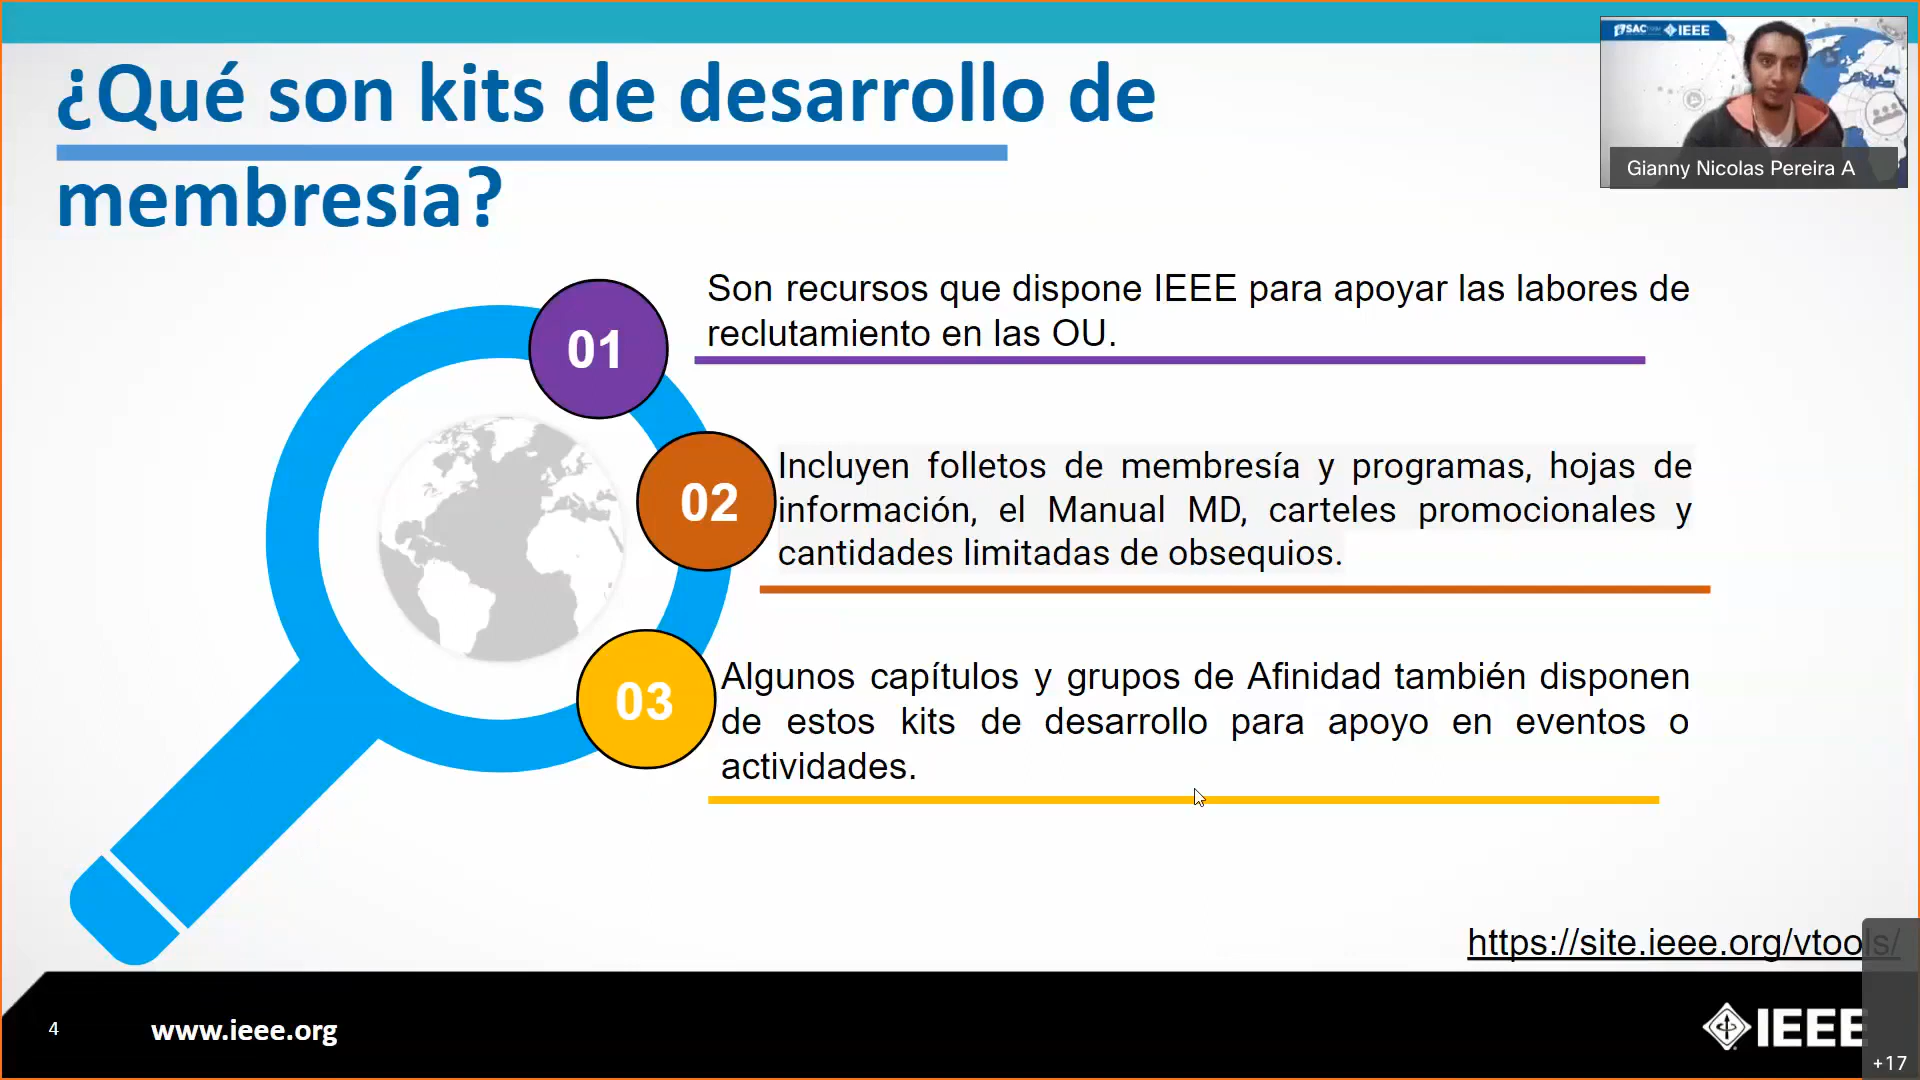 ¿Qué son kits de desarrollo de
membresía?
SAC
IEEE
Gianny Nicolas Pereira A
01
Son recursos que dispone IEEE para apoyar las labores de
reclutamiento en las OU.
02
Incluyen folletos de membresía y programas, hojas de
información, el Manual MD, carteles promocionales y
cantidades limitadas de obsequios.
03
Algunos capítulos y grupos de Afinidad también disponen
de estos kits de desarrollo para apoyo en eventos o
actividades.
https://site.ieee.org/vtools/
4
www.ieee.org
IEEE
+17